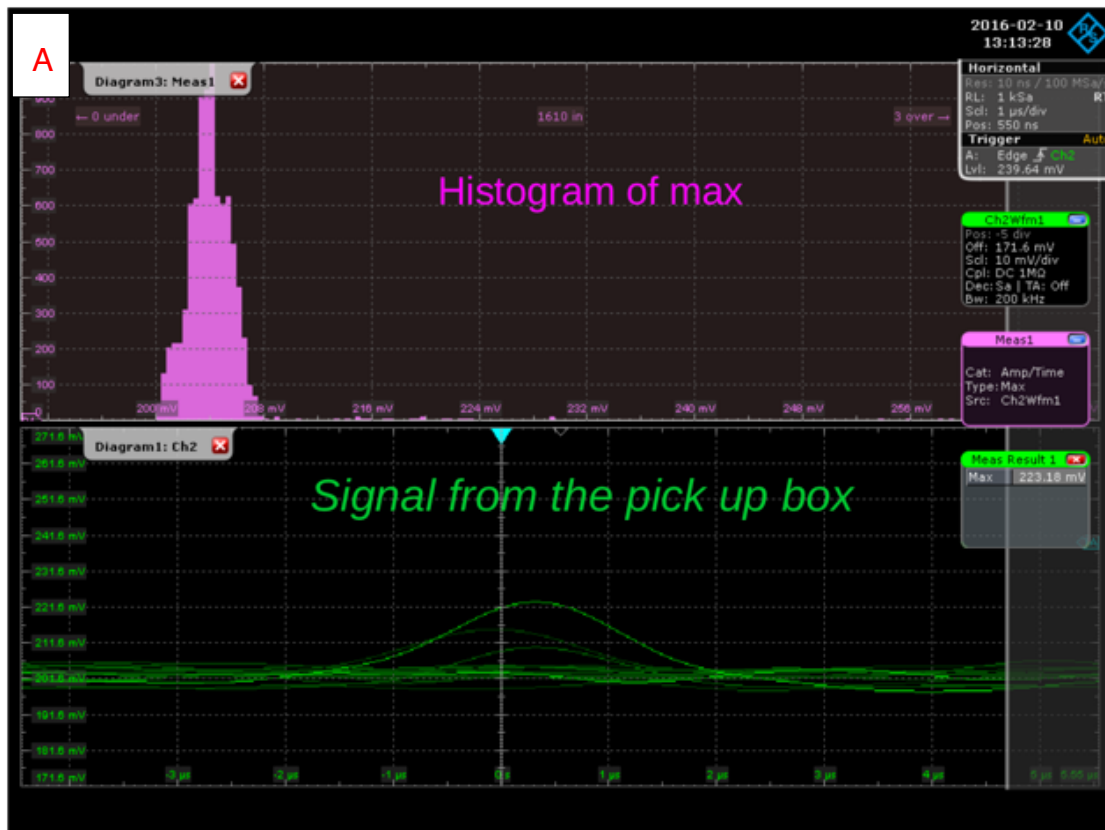 A
2016-02-10
13:13:28
Diagram3: Meas1
← 0 under
1610 in
3 over →
900
800
700
600
500
400
300
200
100
0
Histogram of max
200 mV
208 mV
216 mV
224 mV
232 mV
240 mV
248 mV
256 mV
Horizontal
Res: 10 ns / 100 MSa/
RL: 1 kSa
Scl: 1 µs/div
Pos: 550 ns
Trigger
Aut
A: Edge Ch2
Lvl: 239.64 mV
Ch2Wfm1
Pos: -5 div
Off: 171.6 mV
Scl: 10 mV/div
Cpl: DC 1MΩ
Dec: Sa | TA: Off
Bw: 200 kHz
Meas1
Cat: Amp/Time
Type: Max
Src: Ch2Wfm1
Diagram1: Ch2
Signal from the pick up box
271.6 mV
261.6 mV
251.6 mV
241.6 mV
231.6 mV
221.6 mV
211.6 mV
201.6 mV
191.6 mV
181.6 mV
171.6 mV
-3 µs
-2 µs
-1 µs
0 s
1 µs
2 µs
3 µs
4 µs
5 µs
5.55 µs
Meas Result 1
Max 223.18 mV